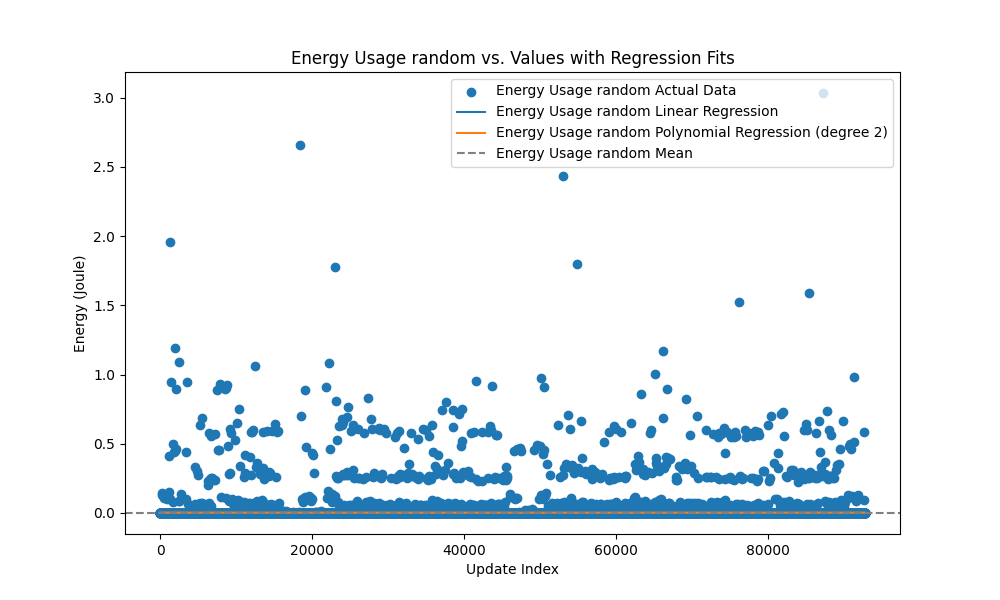 Energy Usage random vs. Values with Regression Fits
Energy Usage random Actual Data
Energy Usage random Linear Regression
Energy Usage random Polynomial Regression (degree 2)
Energy Usage random Mean
Energy (Joule)
3.0
2.5
2.0
1.5
1.0
0.5
0.0
0
20000
40000
60000
80000
Update Index